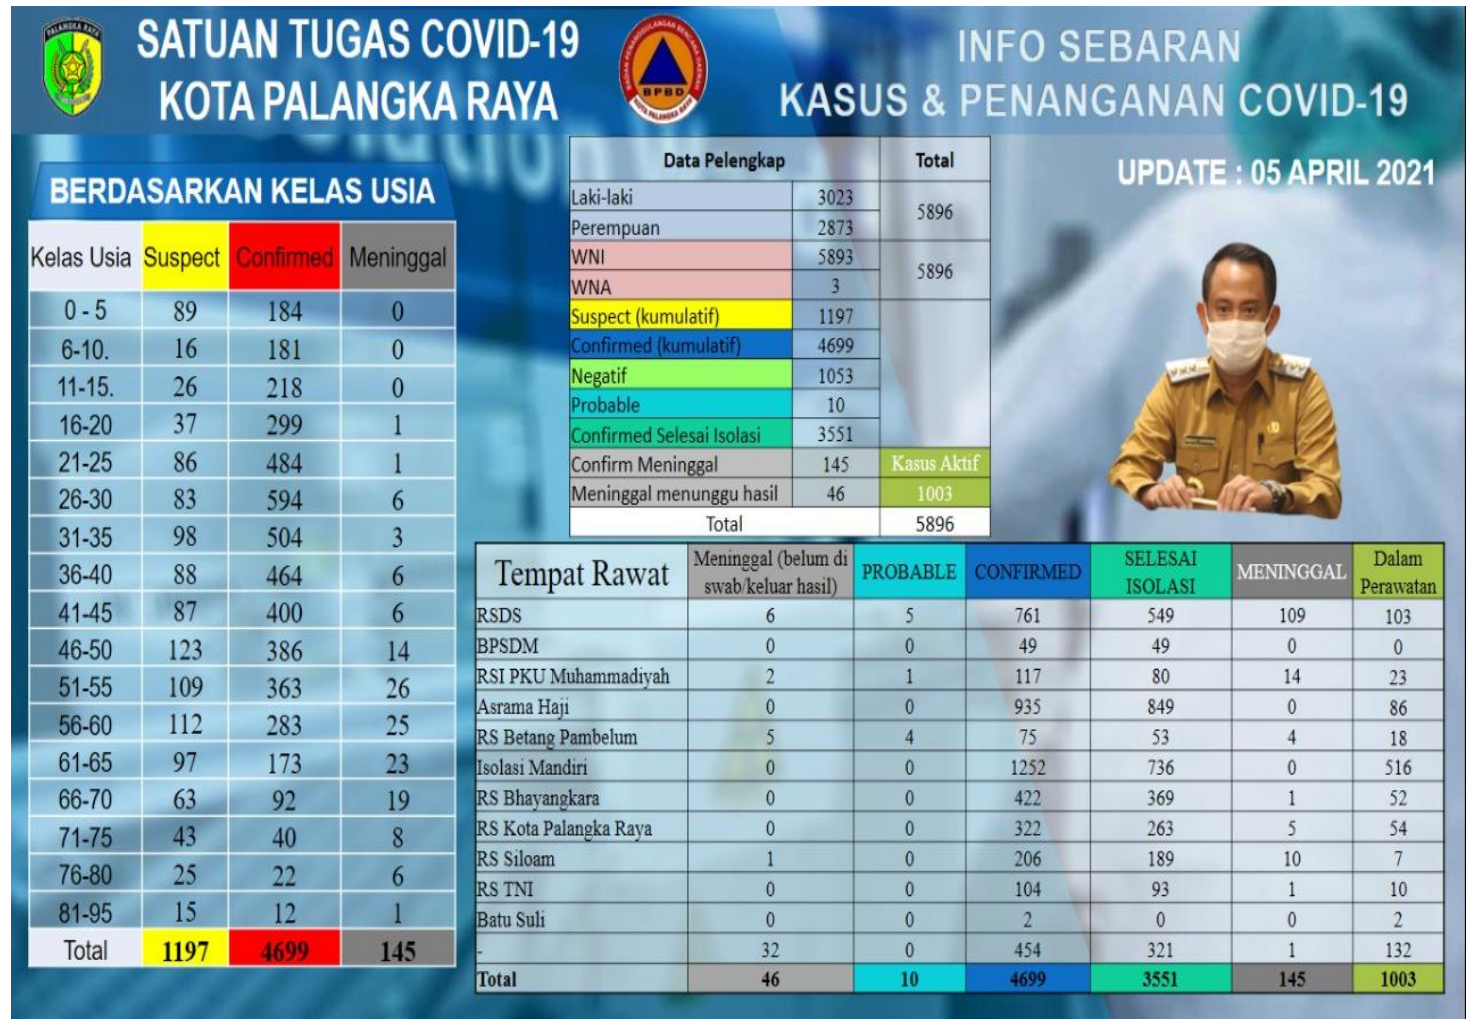 SATUAN TUGAS COVID-19
KOTA PALANGKA RAYA
PALANGKA RAYA
BADAN PENANGGULANGAN BENCANA DAERAH
BPBD
KOTA PALANGKA RAYA
INFO SEBARAN
KASUS & PENANGANAN COVID-19
UPDATE : 05 APRIL 2021
BERDASARKAN KELAS USIA
Kelas Usia Suspect Confirmed Meninggal
0 - 5 89 184 0
6-10. 16 181 0
11-15. 26 218 0
16-20 37 299 1
21-25 86 484 1
26-30 83 594 6
31-35 98 504 3
36-40 88 464 6
41-45 87 400 6
46-50 123 386 14
51-55 109 363 26
56-60 112 283 25
61-65 97 173 23
66-70 63 92 19
71-75 43 40 8
76-80 25 22 6
81-95 15 12 1
Total 1197 4699 145
Data Pelengkap Total
Laki-laki 3023 5896
Perempuan 2873
WNI 5893 5896
WNA 3
Suspect (kumulatif) 1197
Confirmed (kumulatif) 4699
Negatif 1053
Probable 10
Confirmed Selesai Isolasi 3551
Confirm Meninggal 145 Kasus Aktif
Meninggal menunggu hasil 46 1003
Total 5896
Tempat Rawat Meninggal (belum di swab/keluar hasil) PROBABLE CONFIRMED SELESAI ISOLASI MENINGGAL Dalam Perawatan
RSDS 6 5 761 549 109 103
BPSDM 0 0 49 49 0 0
RSI PKU Muhammadiyah 2 1 117 80 14 23
Asrama Haji 0 0 935 849 0 86
RS Betang Pambelum 5 4 75 53 4 18
Isolasi Mandiri 0 0 1252 736 0 516
RS Bhayangkara 0 0 422 369 1 52
RS Kota Palangka Raya 0 0 322 263 5 54
RS Siloam 1 0 206 189 10 7
RS TNI 0 0 104 93 1 10
Batu Suli 0 0 2 0 0 2
- 32 0 454 321 1 132
Total 46 10 4699 3551 145 1003